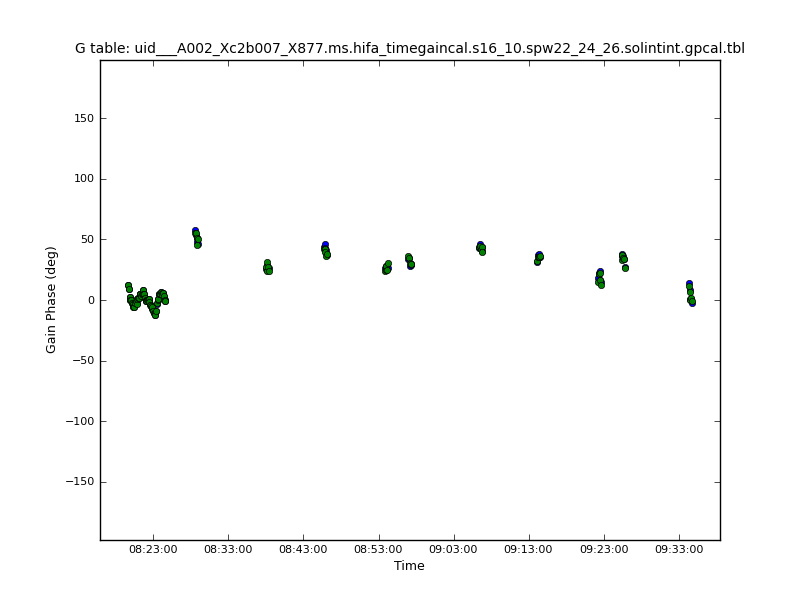 G table: uid___A002_Xc2b007_X877.ms.hifa_timegaincal.s16_10.spw22_24_26.solintint.gpcal.tbl
Gain Phase (deg)
150
100
50
0
−50
−100
−150
08:23:00 08:33:00 08:43:00 08:53:00 09:03:00 09:13:00 09:23:00 09:33:00
Time